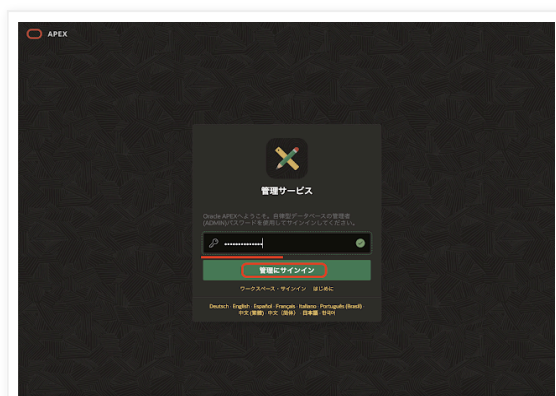 APEX
管理サービス
Oracle APEXへようこそ。自律型データベースの管理者
(ADMIN)パスワードを使用してサインインしてください。
管理にサインイン
ワークスペース・サインイン はじめに
Deutsch English Español Français Italiano Português (Brasil)
中文 (繁體) 中文 (简体) 日本語 한국어